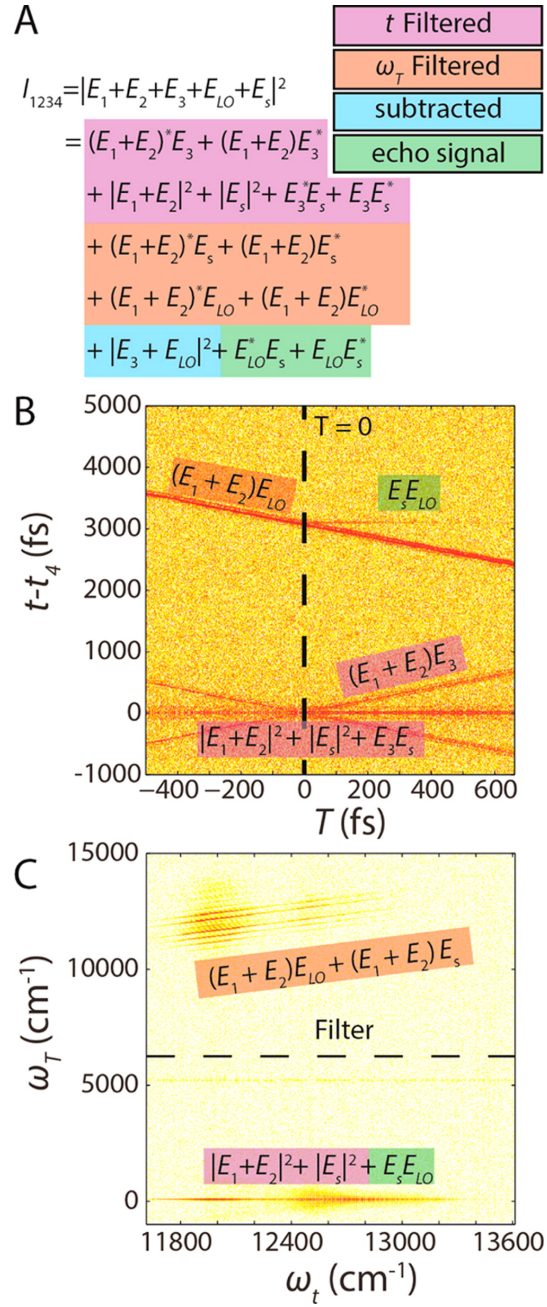 A
t Filtered
ω_T Filtered
subtracted
echo signal
I_1234=|E_1+E_2+E_3+E_LO+E_s|^2
= (E_1+E_2)^*E_3 + (E_1+E_2)E_3^*
+ |E_1+E_2|^2 + |E_s|^2 + E_3^*E_s + E_3E_s^*
+ (E_1+E_2)^*E_s + (E_1+E_2)E_s^*
+ (E_1 + E_2)^*E_LO + (E_1 + E_2)E_LO^*
+ |E_3 + E_LO|^2 + E_LO^*E_s + E_LOE_s^*
B
5000
4000
3000
2000
1000
0
-1000
t-t_4 (fs)
T = 0
(E_1 + E_2)E_LO
E_sE_LO
(E_1 + E_2)E_3
|E_1+E_2|^2 + |E_s|^2 + E_3E_s
−400 −200 0 200 400 600
T (fs)
C
15000
10000
5000
0
ω_T (cm^-1)
(E_1 + E_2)E_LO + (E_1 + E_2) E_s
Filter
|E_1+E_2|^2 + |E_s|^2 + E_sE_LO
11800 12400 13000 13600
ω_t (cm^-1)